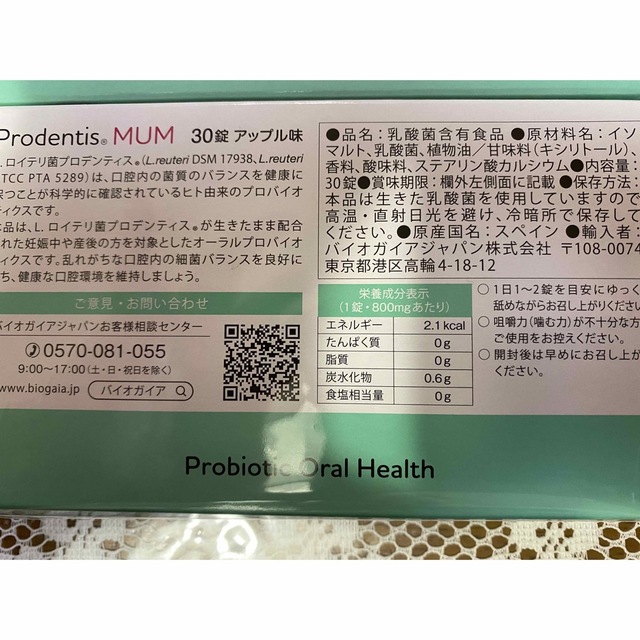 Prodentis® MUM 30錠 アップル味
L. ロイテリ菌プロデンティス®(L.reuteri DSM 17938、L.reuteri
TCC PTA 5289)は、口腔内の菌質のバランスを健康に
保つことが科学的に確認されているヒト由来のプロバイオ
ティクスです。
本品は、L. ロイテリ菌プロデンティス®が生きたまま配合
された妊娠中や産後の方を対象としたオーラルプロバイオ
ティクスです。乱れがちな口腔内の細菌バランスを良好に
し、健康な口腔環境を維持しましょう。
ご意見・お問い合わせ
バイオガイアジャパンお客様相談センター
0570-081-055
9:00〜17:00(土・日・祝日を除く)
www.biogaia.jp
バイオガイア
●品名:乳酸菌含有食品 ●原材料名:イソ
マルト、乳酸菌、植物油/甘味料(キシリトール)、
香料、酸味料、ステアリン酸カルシウム ●内容量:
30錠 ●賞味期限:欄外左側面に記載 ●保存方法:
本品は生きた乳酸菌を使用していますので
高温・直射日光を避け、冷暗所で保存して
ください。●原産国名:スペイン ●輸入者:
バイオガイアジャパン株式会社 〒108-0074
東京都港区高輪4-18-12
栄養成分表示
(1錠・800mgあたり)
エネルギー 2.1kcal
たんぱく質 0g
脂質 0g
炭水化物 0.6g
食塩相当量 0g
○ 1日1〜2錠を目安にゆっく
舐めながらお召し上がりくださ
○ 咀嚼力(噛む力)が不十分な方
ご使用をお控えください。
○ 開封後は早めにお召し上が
ください。
Probiotic Oral Health